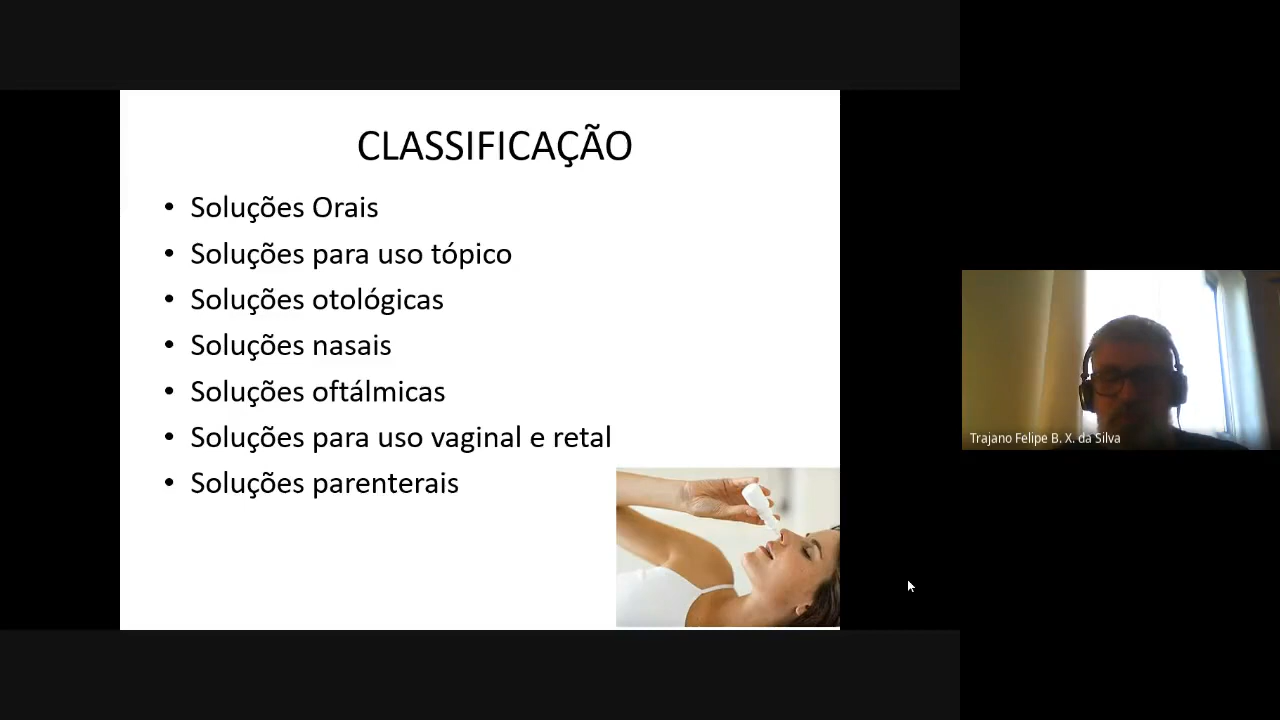 CLASSIFICAÇÃO
• Soluções Orais
• Soluções para uso tópico
• Soluções otológicas
• Soluções nasais
• Soluções oftálmicas
• Soluções para uso vaginal e retal
• Soluções parenterais
Trajano Felipe B. X. da Silva